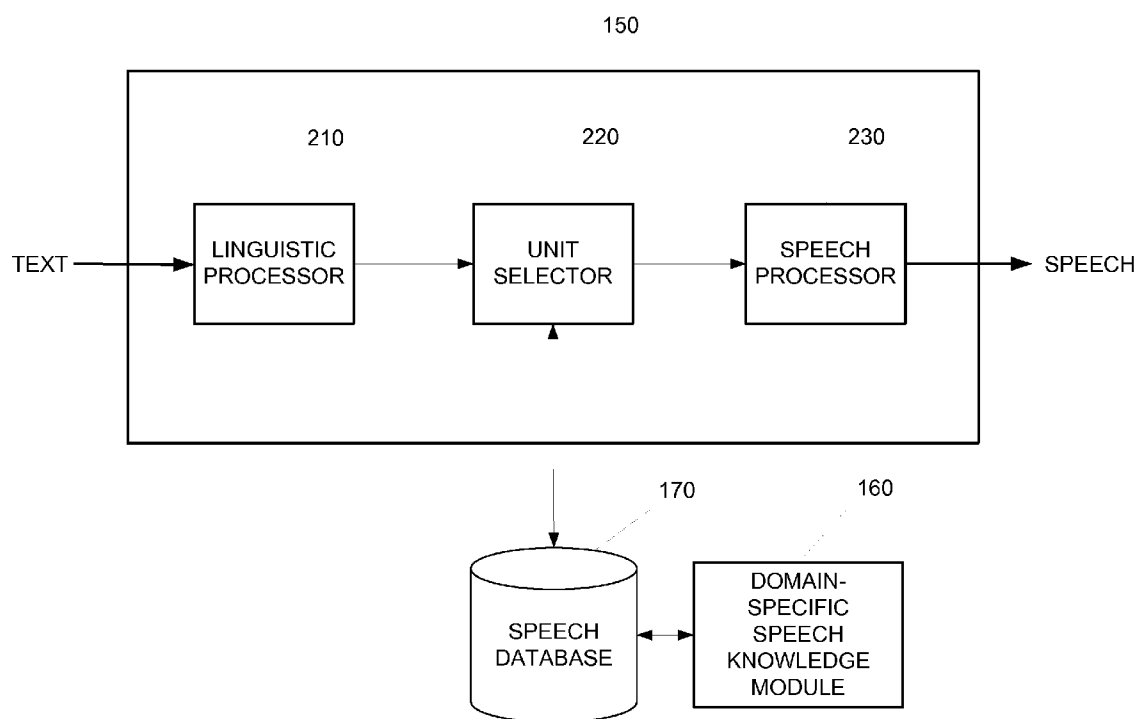 150
210
220
230
TEXT
LINGUISTIC
PROCESSOR
UNIT
SELECTOR
SPEECH
PROCESSOR
SPEECH
170
160
SPEECH
DATABASE
DOMAIN-
SPECIFIC
SPEECH
KNOWLEDGE
MODULE